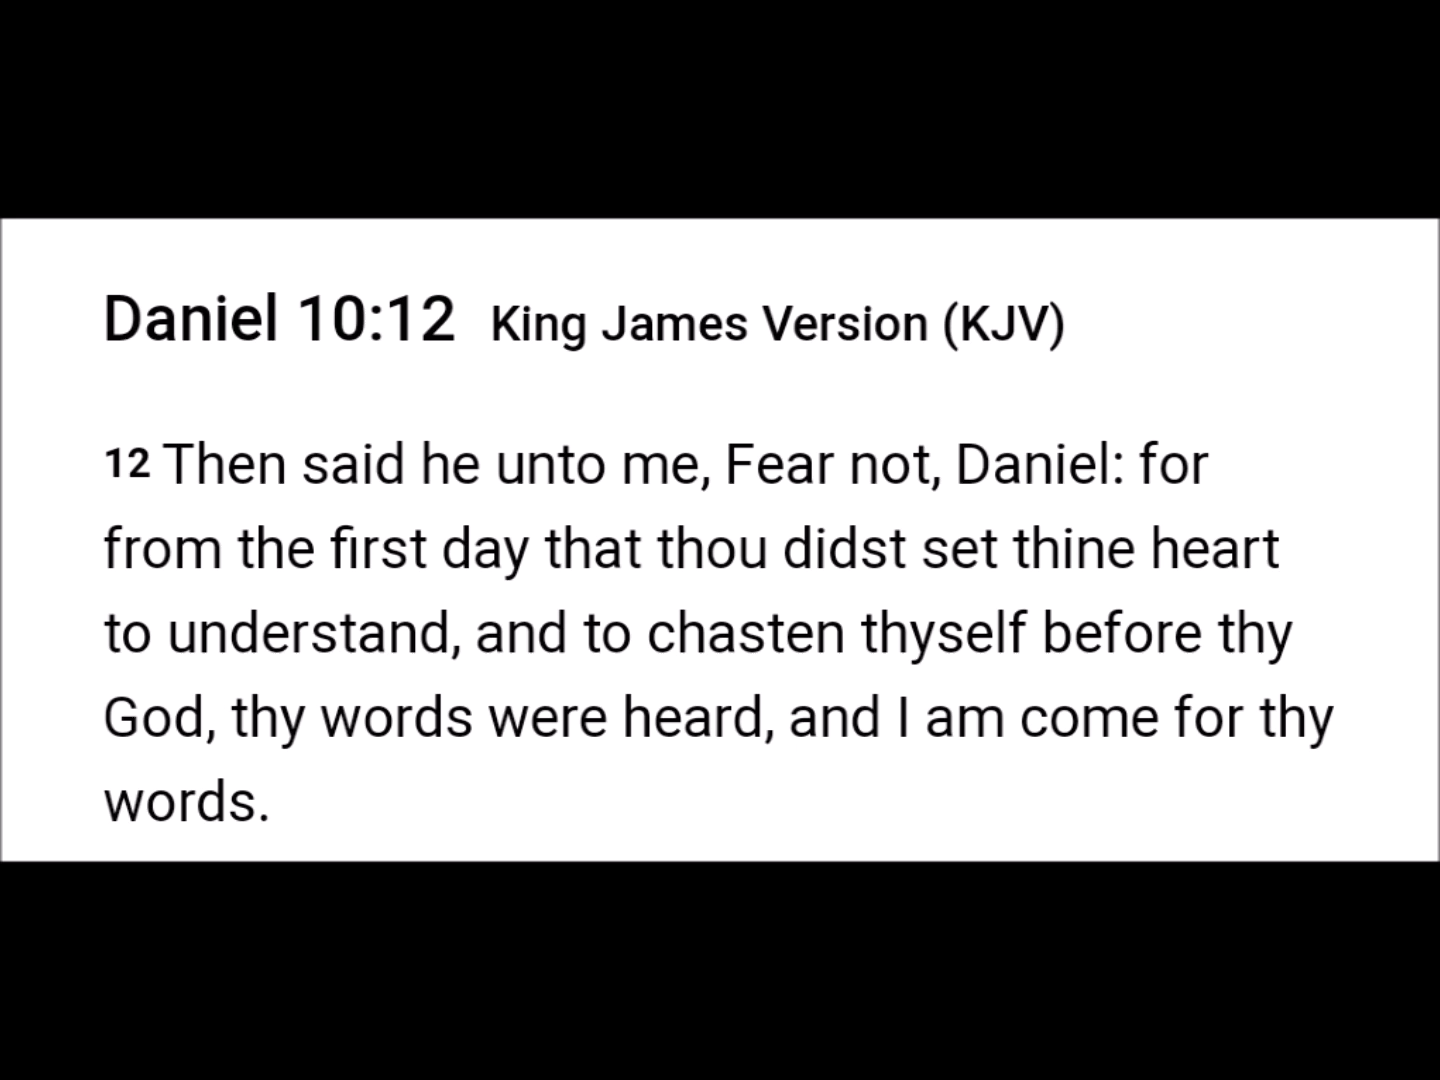 Daniel 10:12 King James Version (KJV)
12 Then said he unto me, Fear not, Daniel: for
from the first day that thou didst set thine heart
to understand, and to chasten thyself before thy
God, thy words were heard, and I am come for thy
words.